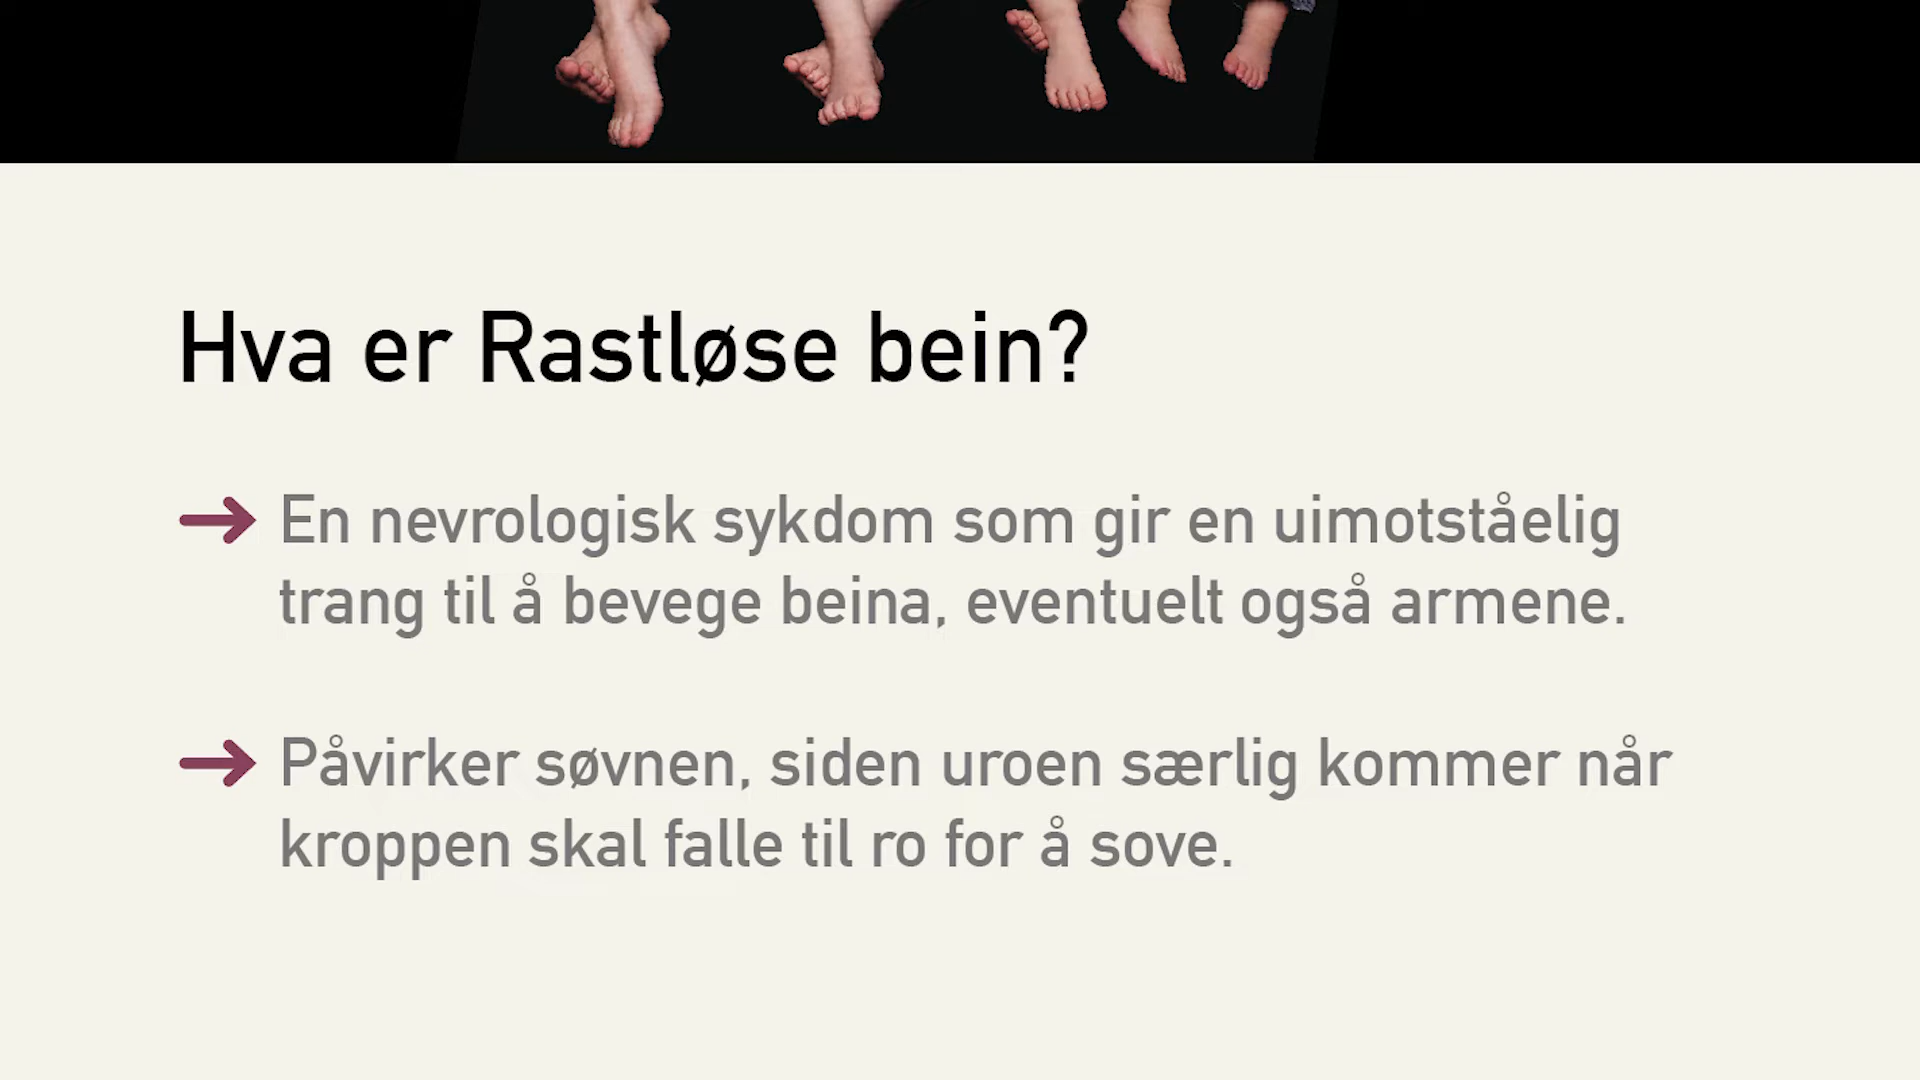 Hva er Rastløse bein?
En nevrologisk sykdom som gir en uimotståelig
trang til å bevege beina, eventuelt også armene.
Påvirker søvnen, siden uroen særlig kommer når
kroppen skal falle til ro for å sove.